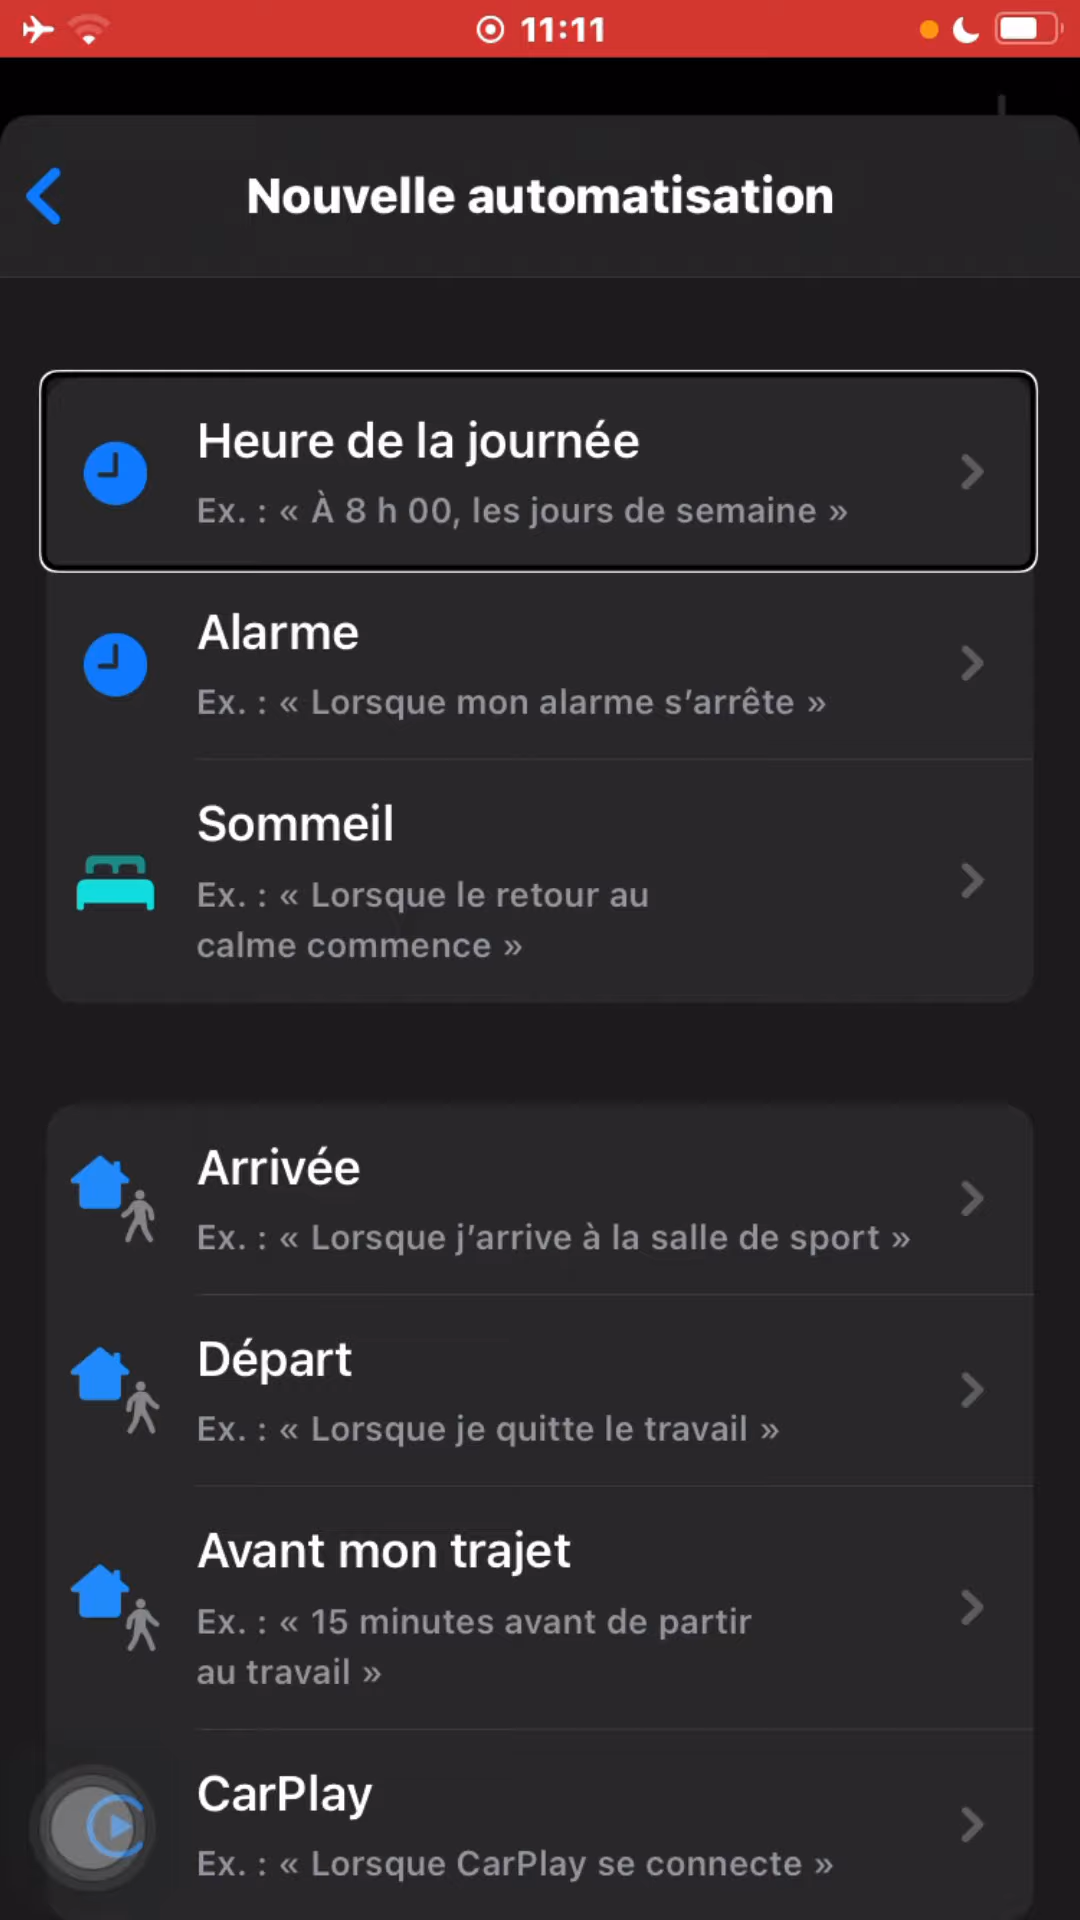 11:11
Nouvelle automatisation
Heure de la journée
Ex. : « À 8 h 00, les jours de semaine »
Alarme
Ex. : « Lorsque mon alarme s’arrête »
Sommeil
Ex. : « Lorsque le retour au
calme commence »
Arrivée
Ex. : « Lorsque j’arrive à la salle de sport »
Départ
Ex. : « Lorsque je quitte le travail »
Avant mon trajet
Ex. : « 15 minutes avant de partir
au travail »
CarPlay
Ex. : « Lorsque CarPlay se connecte »